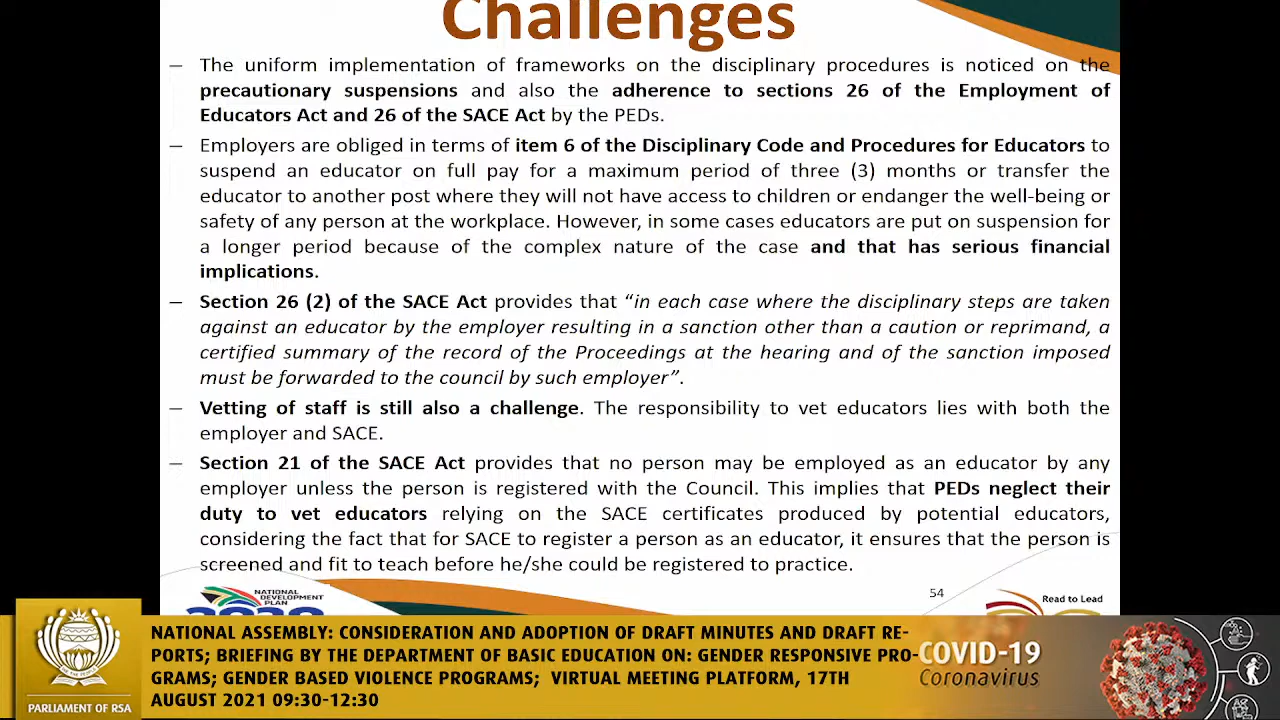 Challenges
– The uniform implementation of frameworks on the disciplinary procedures is noticed on the
precautionary suspensions and also the adherence to sections 26 of the Employment of
Educators Act and 26 of the SACE Act by the PEDs.
– Employers are obliged in terms of item 6 of the Disciplinary Code and Procedures for Educators to
suspend an educator on full pay for a maximum period of three (3) months or transfer the
educator to another post where they will not have access to children or endanger the well-being or
safety of any person at the workplace. However, in some cases educators are put on suspension for
a longer period because of the complex nature of the case and that has serious financial
implications.
– Section 26 (2) of the SACE Act provides that “in each case where the disciplinary steps are taken
against an educator by the employer resulting in a sanction other than a caution or reprimand, a
certified summary of the record of the Proceedings at the hearing and of the sanction imposed
must be forwarded to the council by such employer”.
– Vetting of staff is still also a challenge. The responsibility to vet educators lies with both the
employer and SACE.
– Section 21 of the SACE Act provides that no person may be employed as an educator by any
employer unless the person is registered with the Council. This implies that PEDs neglect their
duty to vet educators relying on the SACE certificates produced by potential educators,
considering the fact that for SACE to register a person as an educator, it ensures that the person is
screened and fit to teach before he/she could be registered to practice.
NATIONAL DEVELOPMENT
PLAN
2030
54
Read to Lead
NATIONAL ASSEMBLY: CONSIDERATION AND ADOPTION OF DRAFT MINUTES AND DRAFT RE-
PORTS; BRIEFING BY THE DEPARTMENT OF BASIC EDUCATION ON: GENDER RESPONSIVE PRO-
GRAMS; GENDER BASED VIOLENCE PROGRAMS; VIRTUAL MEETING PLATFORM, 17TH
AUGUST 2021 09:30-12:30
PARLIAMENT OF RSA
COVID-19
Coronavirus